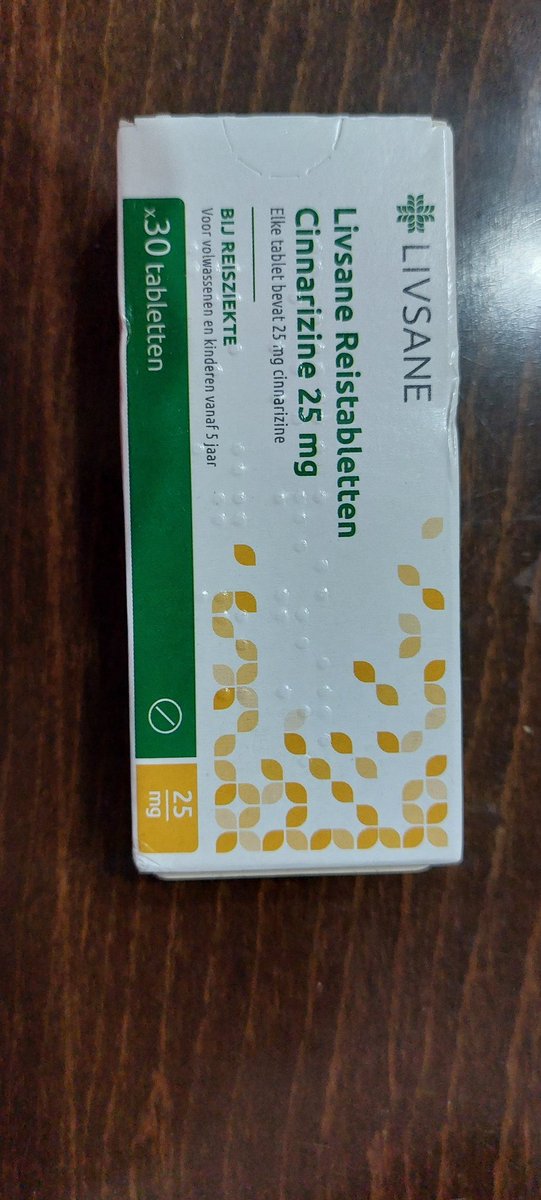 LIVSANE
Livsane Reistabletten
Cinnarizine 25 mg
Elke tablet bevat 25 mg cinnarizine
BIJ REISZIEKTE
Voor volwassenen en kinderen vanaf 5 jaar
x30 tabletten
25
mg